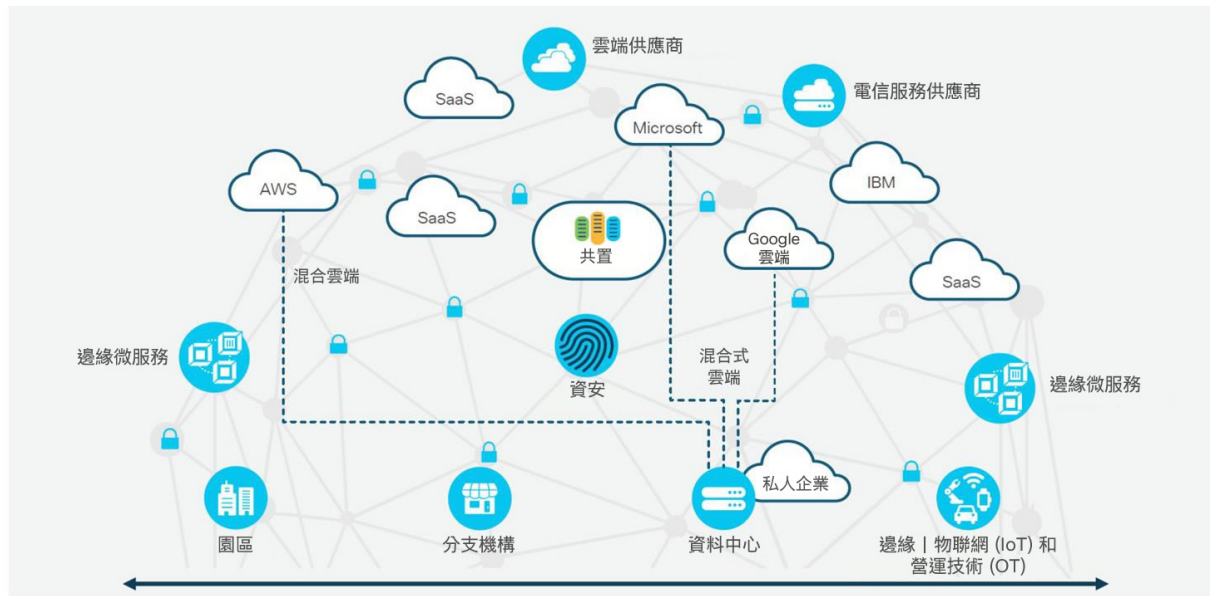 雲端供應商
SaaS
電信服務供應商
Microsoft
AWS
IBM
SaaS
共置
Google
雲端
混合雲端
SaaS
邊緣微服務
資安
混合式
雲端
邊緣微服務
私人企業
園區
分支機構
資料中心
邊緣 | 物聯網 (IoT) 和
營運技術 (OT)